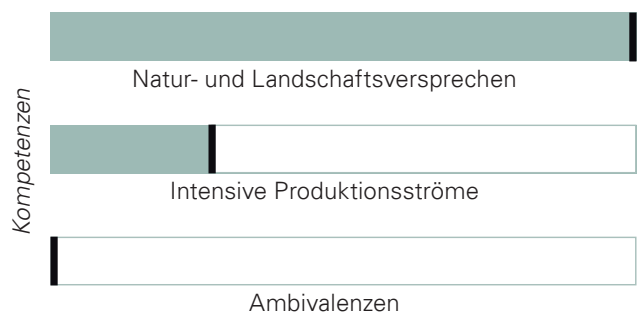 Kompetenzen
Natur- und Landschaftsversprechen
Intensive Produktionsströme
Ambivalenzen